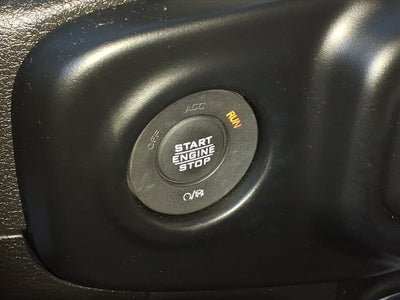 OFF
ACC
RUN
START
ENGINE
STOP